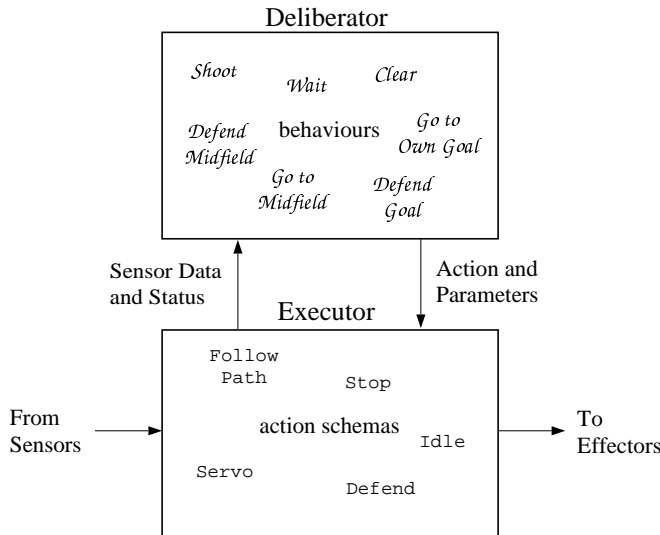 Deliberator
Shoot
Wait
Clear
Defend
Midfield
behaviours
Go to
Own Goal
Go to
Midfield
Defend
Goal
Sensor Data
and Status
Action and
Parameters
Executor
Follow
Path
Stop
From
Sensors
action schemas
Idle
To
Effectors
Servo
Defend